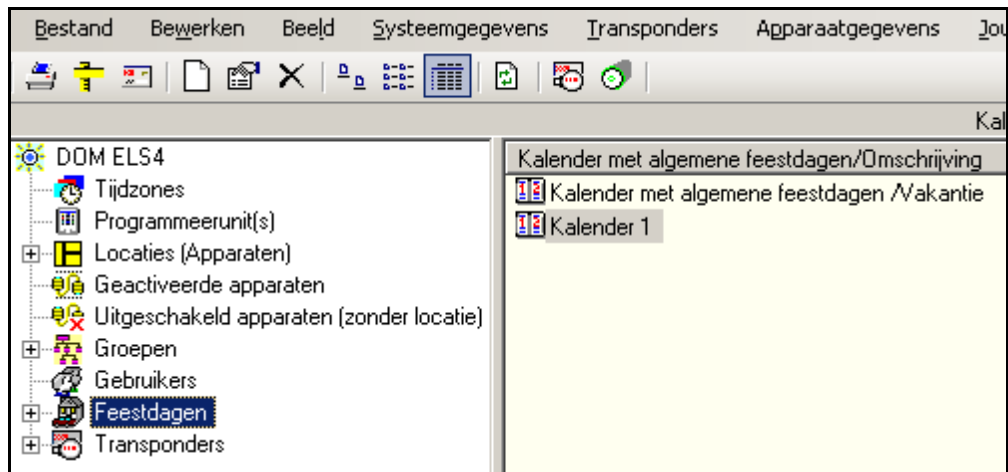 Bestand Bewerken Beeld Systeemgegevens Transponders Apparaatgegevens Jou
Kal
DOM ELS4
Tijdzones
Programmeerunit(s)
Locaties (Apparaten)
Geactiveerde apparaten
Uitgeschakeld apparaten (zonder locatie)
Groepen
Gebruikers
Feestdagen
Transponders
Kalender met algemene feestdagen/Omschrijving
Kalender met algemene feestdagen /Vakantie
Kalender 1